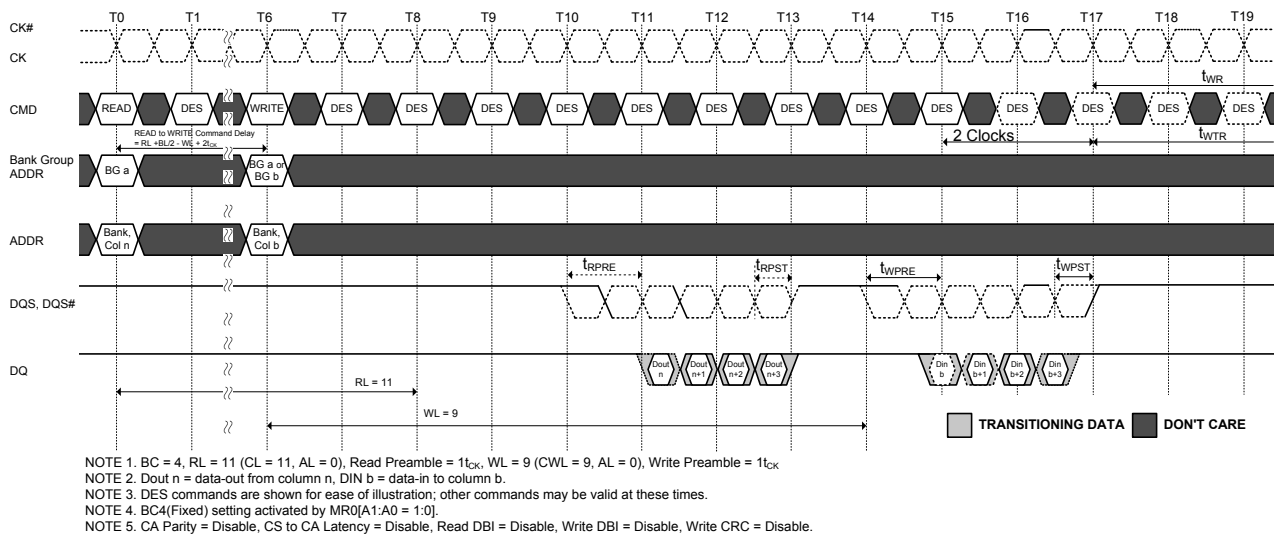 T0 T1 T6 T7 T8 T9 T10 T11 T12 T13 T14 T15 T16 T17 T18 T19
CK#
CK
tWR
CMD READ DES WRITE DES DES DES DES DES DES DES DES DES DES DES DES DES
READ to WRITE Command Delay
= RL +BL/2 - WL + 2tCK
2 Clocks tWTR
Bank Group
ADDR
BG a
BG a or
BG b
ADDR
Bank,
Col n
Bank,
Col b
tRPRE tRPST tWPRE tWPST
DQS, DQS#
DQ
Dout
n
Dout
n+1
Dout
n+2
Dout
n+3
Din
b
Din
b+1
Din
b+2
Din
b+3
RL = 11
WL = 9
TRANSITIONING DATA DON'T CARE
NOTE 1. BC = 4, RL = 11 (CL = 11, AL = 0), Read Preamble = 1tCK, WL = 9 (CWL = 9, AL = 0), Write Preamble = 1tCK
NOTE 2. Dout n = data-out from column n, DIN b = data-in to column b.
NOTE 3. DES commands are shown for ease of illustration; other commands may be valid at these times.
NOTE 4. BC4(Fixed) setting activated by MR0[A1:A0 = 1:0].
NOTE 5. CA Parity = Disable, CS to CA Latency = Disable, Read DBI = Disable, Write DBI = Disable, Write CRC = Disable.